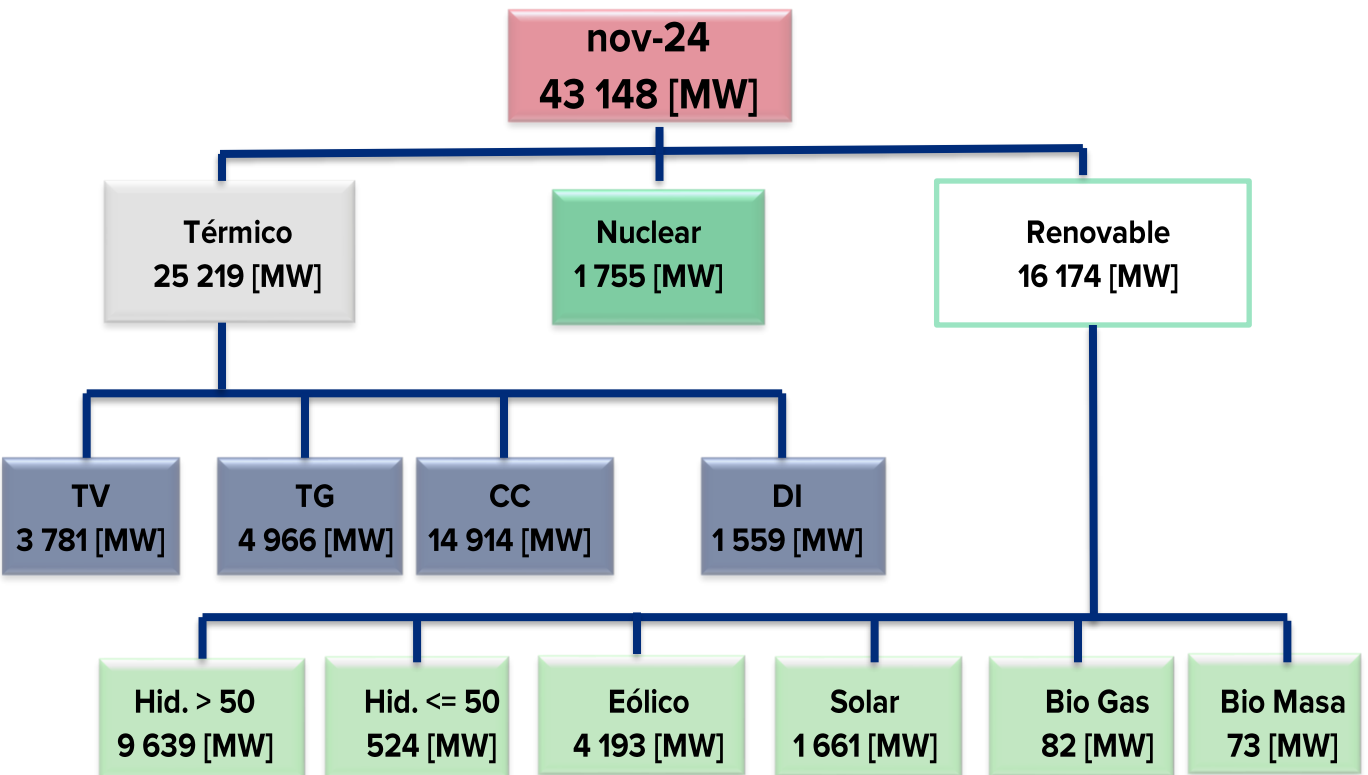 nov-24
43 148 [MW]
Térmico
25 219 [MW]
Nuclear
1 755 [MW]
Renovable
16 174 [MW]
TV
3 781 [MW]
TG
4 966 [MW]
CC
14 914 [MW]
DI
1 559 [MW]
Hid. > 50
9 639 [MW]
Hid. <= 50
524 [MW]
Eólico
4 193 [MW]
Solar
1 661 [MW]
Bio Gas
82 [MW]
Bio Masa
73 [MW]